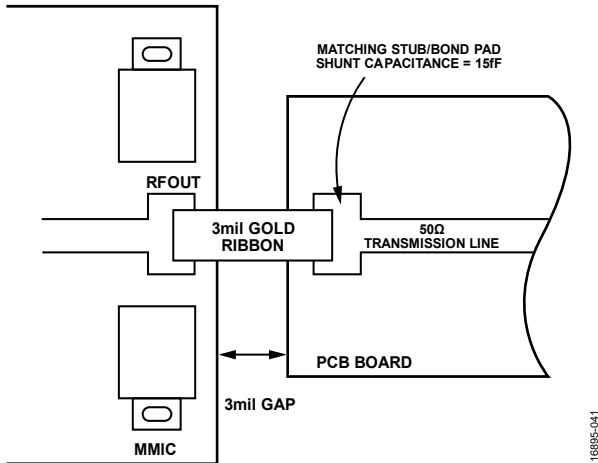 MATCHING STUB/BOND PAD
SHUNT CAPACITANCE = 15fF
RFOUT
3mil GOLD
RIBBON
50Ω
TRANSMISSION LINE
PCB BOARD
3mil GAP
MMIC
16895-041